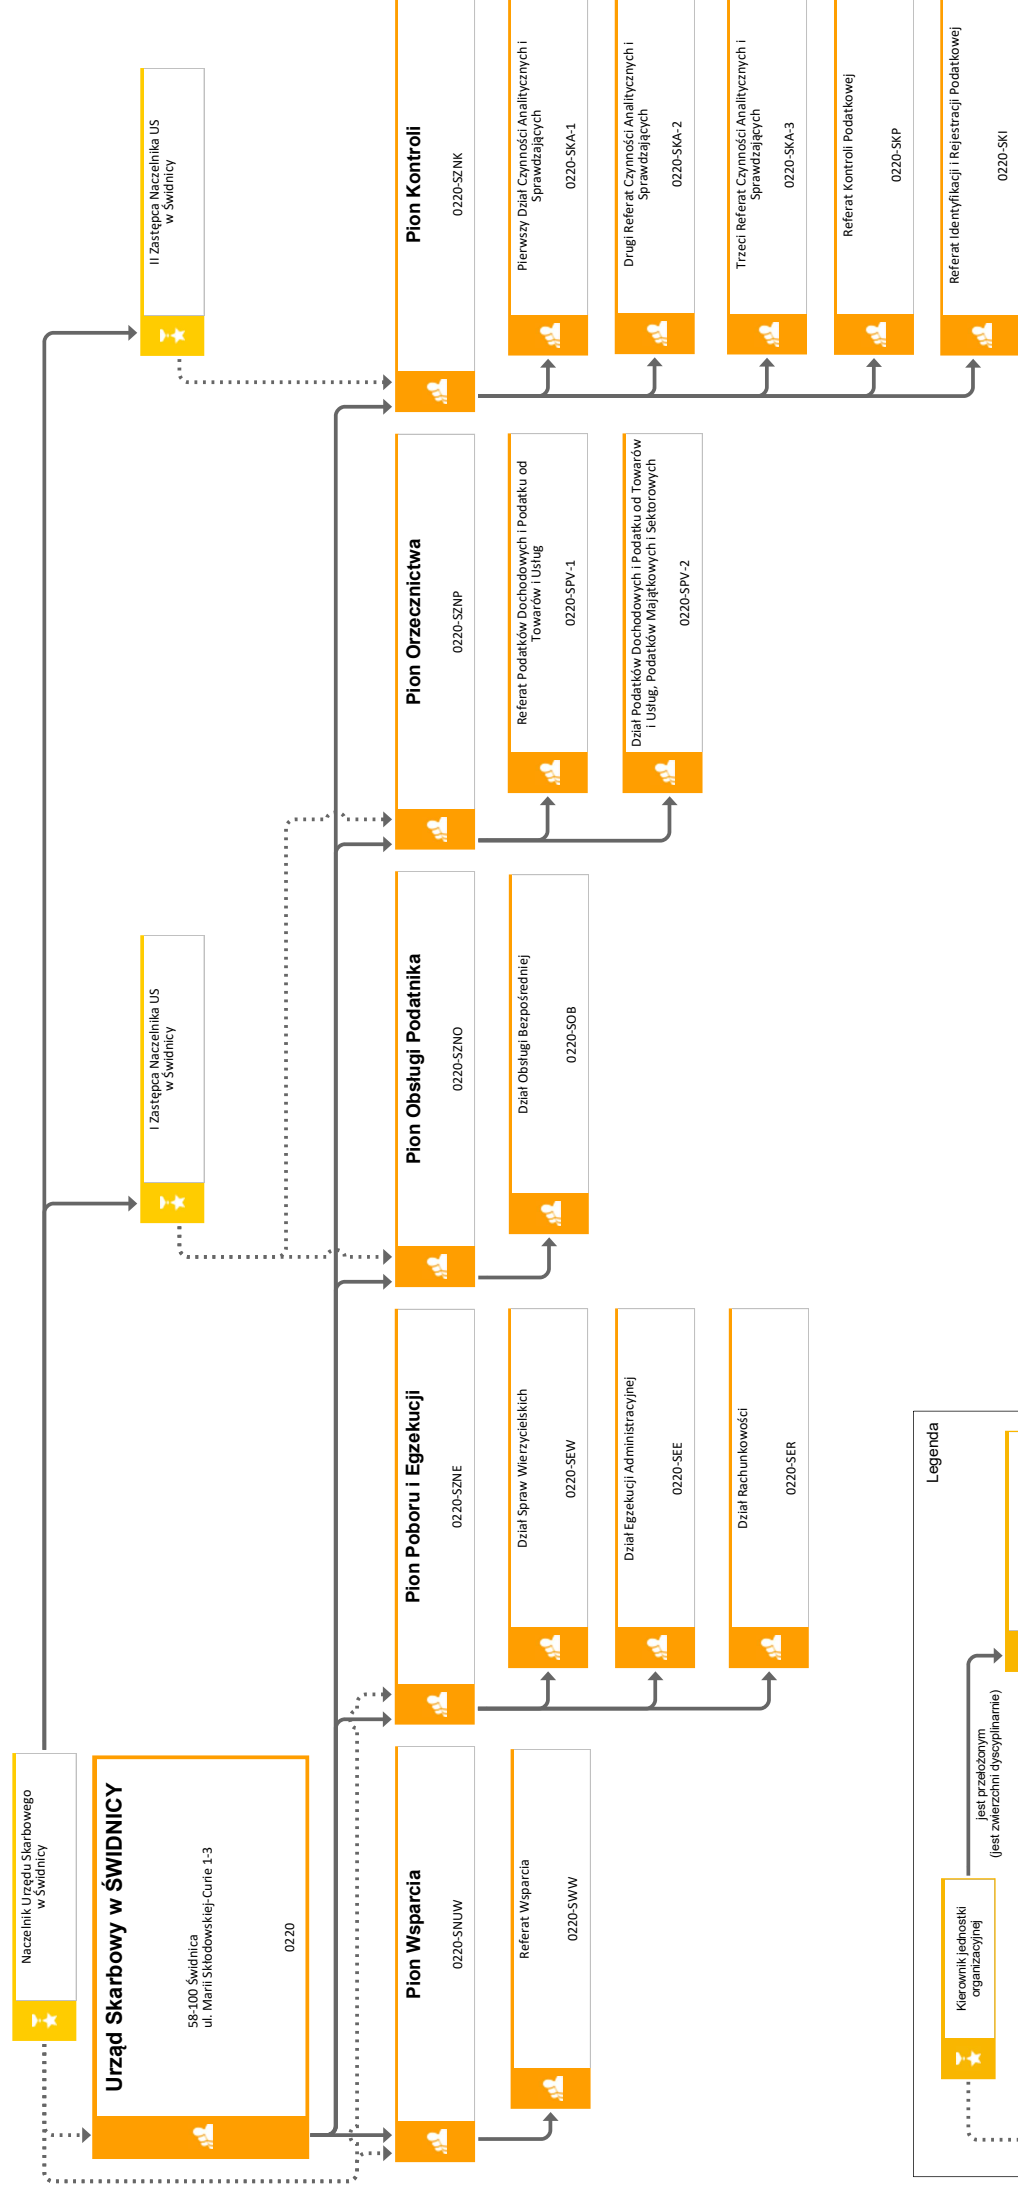 Naczelnik Urzędu Skarbowego
w Świdnicy
I Zastępca Naczelnika US
w Świdnicy
II Zastępca Naczelnika US
w Świdnicy
Urząd Skarbowy w ŚWIDNICY
58-100 Świdnica
ul. Marii Skłodowskiej-Curie 1-3
0220
Pion Wsparcia
0220-SNUW
Referat Wsparcia
0220-SWW
Pion Poboru i Egzekucji
0220-SZNE
Dział Spraw Wierzycielskich
0220-SEW
Dział Egzekucji Administracyjnej
0220-SEE
Dział Rachunkowości
0220-SER
Pion Obsługi Podatnika
0220-SZNO
Dział Obsługi Bezpośredniej
0220-SOB
Pion Orzecznictwa
0220-SZNP
Referat Podatków Dochodowych i Podatku od
Towarów i Usług
0220-SPV-1
Dział Podatków Dochodowych i Podatku od Towarów
i Usług, Podatków Majątkowych i Sektorowych
0220-SPV-2
Pion Kontroli
0220-SZNK
Pierwszy Dział Czynności Analitycznych i
Sprawdzających
0220-SKA-1
Drugi Referat Czynności Analitycznych i
Sprawdzających
0220-SKA-2
Trzeci Referat Czynności Analitycznych i
Sprawdzających
0220-SKA-3
Referat Kontroli Podatkowej
0220-SKP
Referat Identyfikacji i Rejestracji Podatkowej
0220-SKI
Legenda
Kierownik jednostki
organizacyjnej
jest przełożonym
(jest zwierzchni dyscyplinarnie)